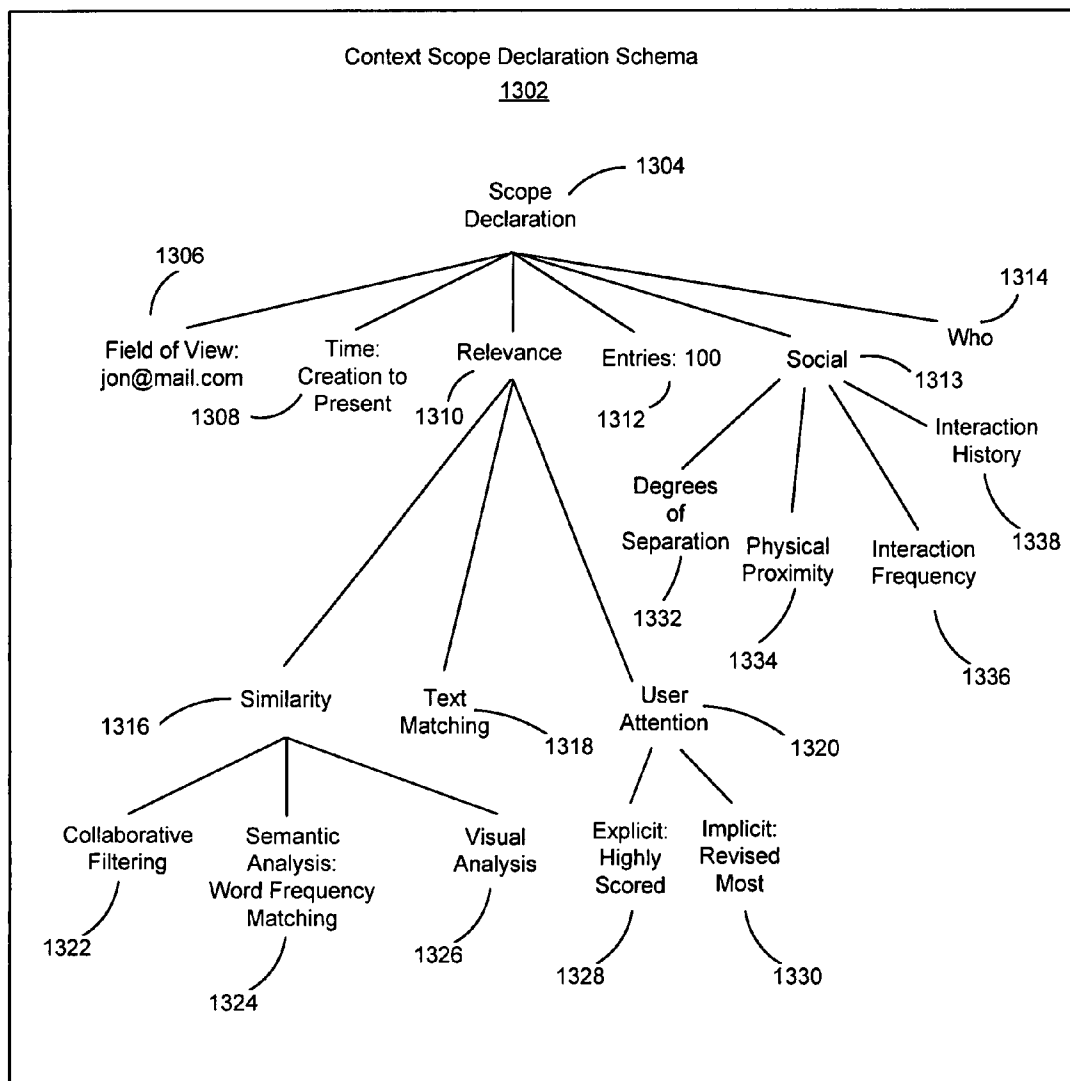 Context Scope Declaration Schema
1302
1304
Scope
Declaration
1306
1314
Field of View:
jon@mail.com
Time:
Creation to
Present
1308
Relevance
1310
Entries: 100
1312
Social
1313
Who
Interaction
History
1338
Degrees
of
Separation
1332
Physical
Proximity
1334
Interaction
Frequency
1336
1316
Similarity
Text
Matching
1318
User
Attention
1320
Collaborative
Filtering
1322
Semantic
Analysis:
Word Frequency
Matching
1324
Visual
Analysis
1326
Explicit:
Highly
Scored
1328
Implicit:
Revised
Most
1330